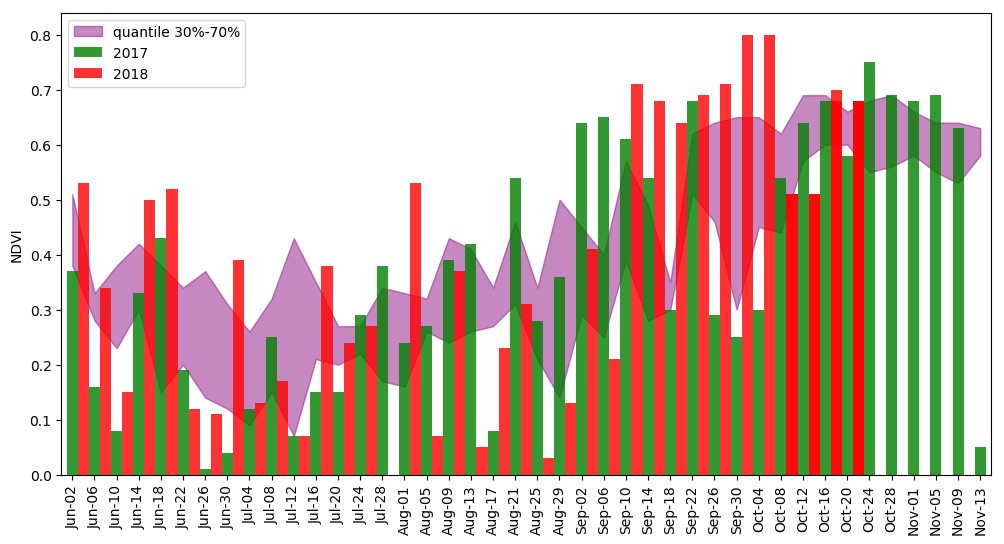 quantile 30%-70%
2017
2018
NDVI
0.8
0.7
0.6
0.5
0.4
0.3
0.2
0.1
0.0
Jun-02
Jun-06
Jun-10
Jun-14
Jun-18
Jun-22
Jun-26
Jun-30
Jul-04
Jul-08
Jul-12
Jul-16
Jul-20
Jul-24
Jul-28
Aug-01
Aug-05
Aug-09
Aug-13
Aug-17
Aug-21
Aug-25
Aug-29
Sep-02
Sep-06
Sep-10
Sep-14
Sep-18
Sep-22
Sep-26
Sep-30
Oct-04
Oct-08
Oct-12
Oct-16
Oct-20
Oct-24
Oct-28
Nov-01
Nov-05
Nov-09
Nov-13